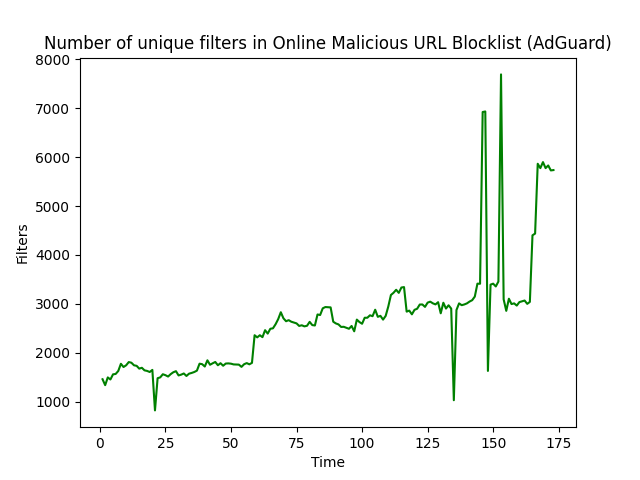 Number of unique filters in Online Malicious URL Blocklist (AdGuard)
8000
7000
6000
5000
4000
3000
2000
1000
Filters
0 25 50 75 100 125 150 175
Time